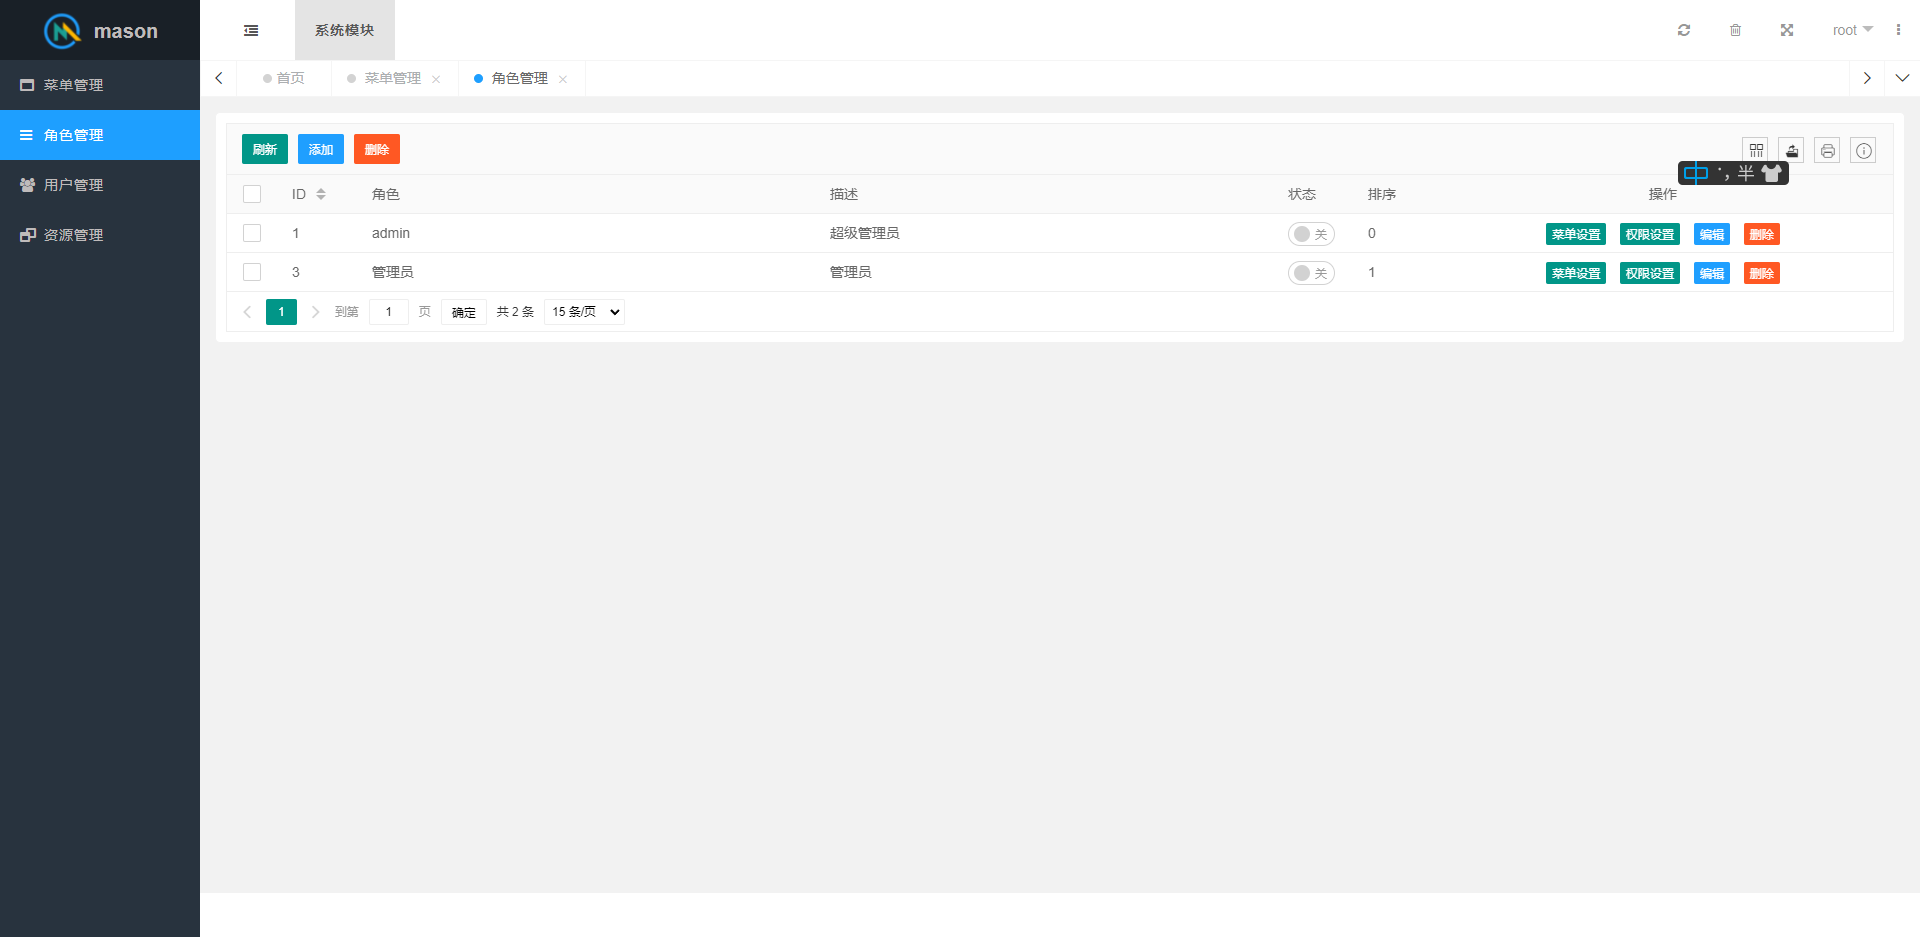 mason
系统模块
root
菜单管理
角色管理
用户管理
资源管理
首页
菜单管理
角色管理
刷新 添加 删除
中 ，半
ID 角色 描述 状态 排序 操作
1 admin 超级管理员 关 0 菜单设置 权限设置 编辑 删除
3 管理员 管理员 关 1 菜单设置 权限设置 编辑 删除
1 到第 1 页 确定 共 2 条 15 条/页